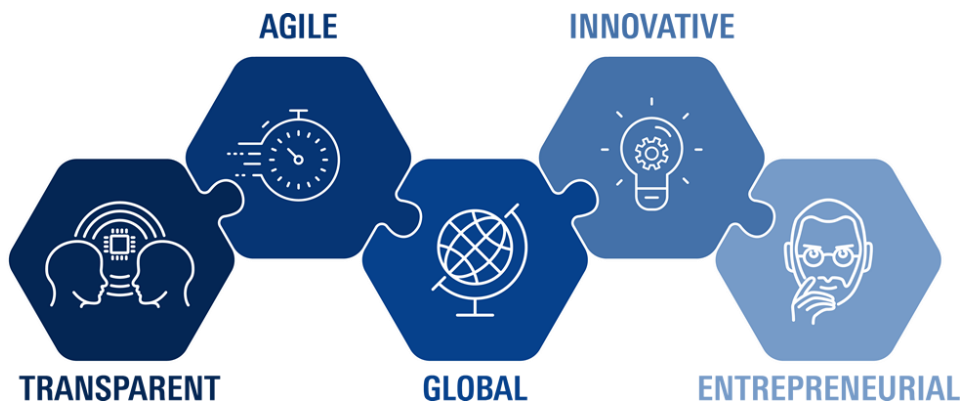 AGILE
INNOVATIVE
TRANSPARENT
GLOBAL
ENTREPRENEURIAL